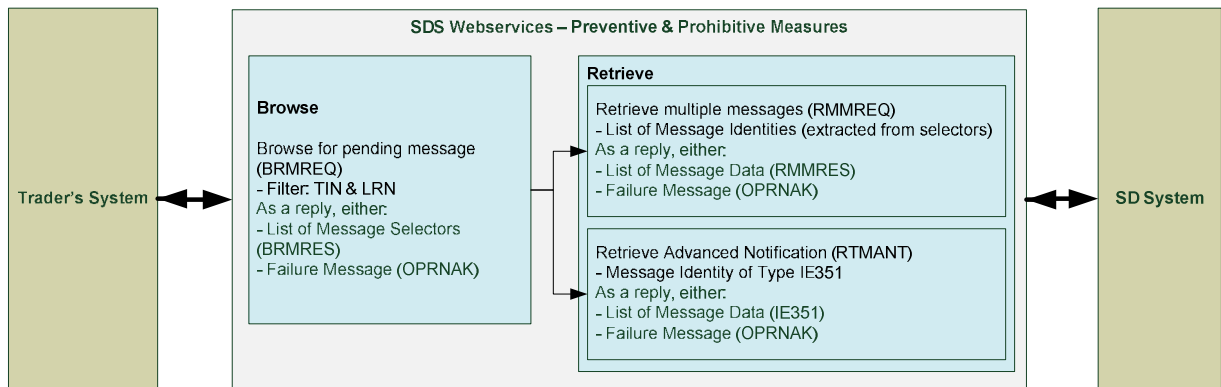 SDS Webservices – Preventive & Prohibitive Measures
Trader's System
Browse
Browse for pending message
(BRMREQ)
- Filter: TIN & LRN
As a reply, either:
- List of Message Selectors
(BRMRES)
- Failure Message (OPRNAK)
Retrieve
Retrieve multiple messages (RMMREQ)
- List of Message Identities (extracted from selectors)
As a reply, either:
- List of Message Data (RMMRES)
- Failure Message (OPRNAK)
Retrieve Advanced Notification (RTMANT)
- Message Identity of Type IE351
As a reply, either:
- List of Message Data (IE351)
- Failure Message (OPRNAK)
SD System